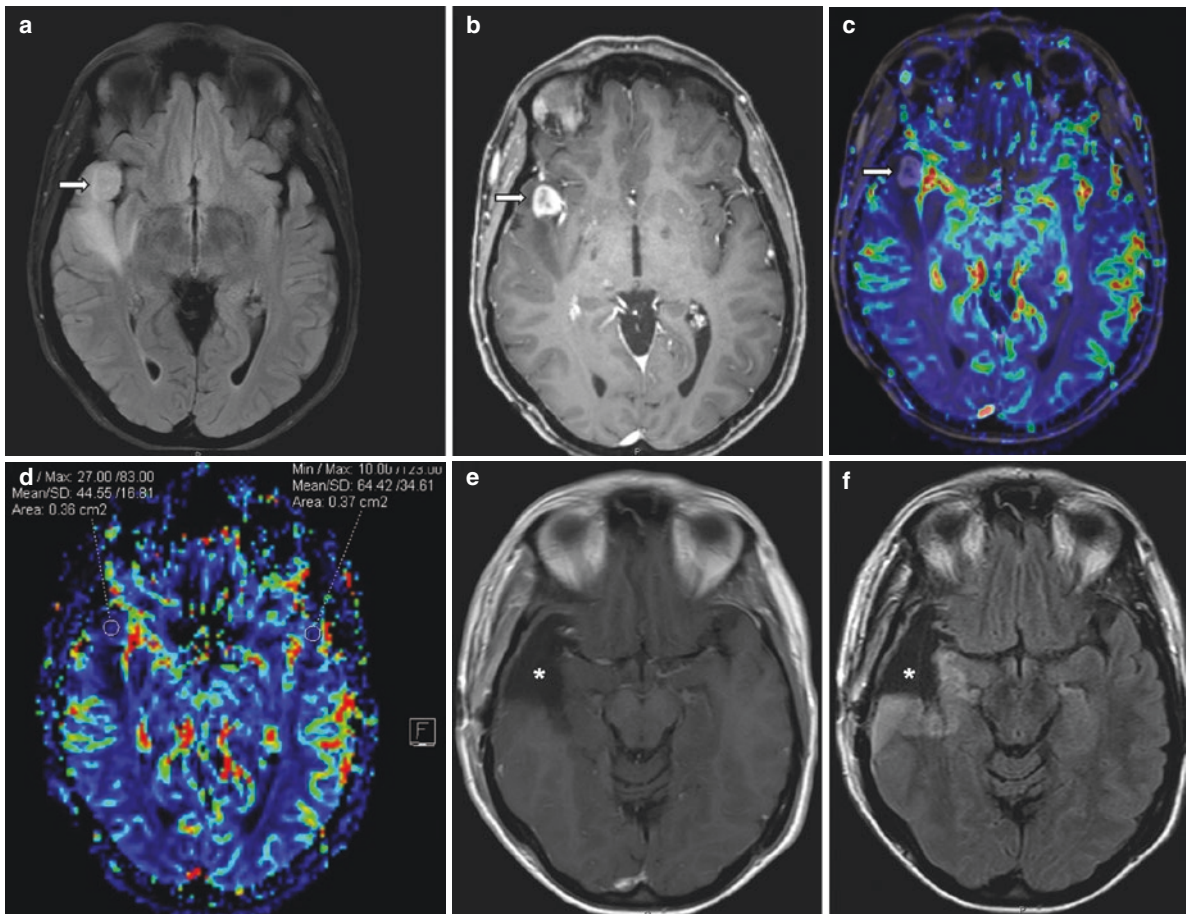 a
b
c
d
/ Max: 27.00 /83.00
Mean/SD: 44.55 /16.81
Area: 0.36 cm2
Min / Max: 10.00 /123.00
Mean/SD: 64.42 /34.61
Area: 0.37 cm2
F
e
*
f
*